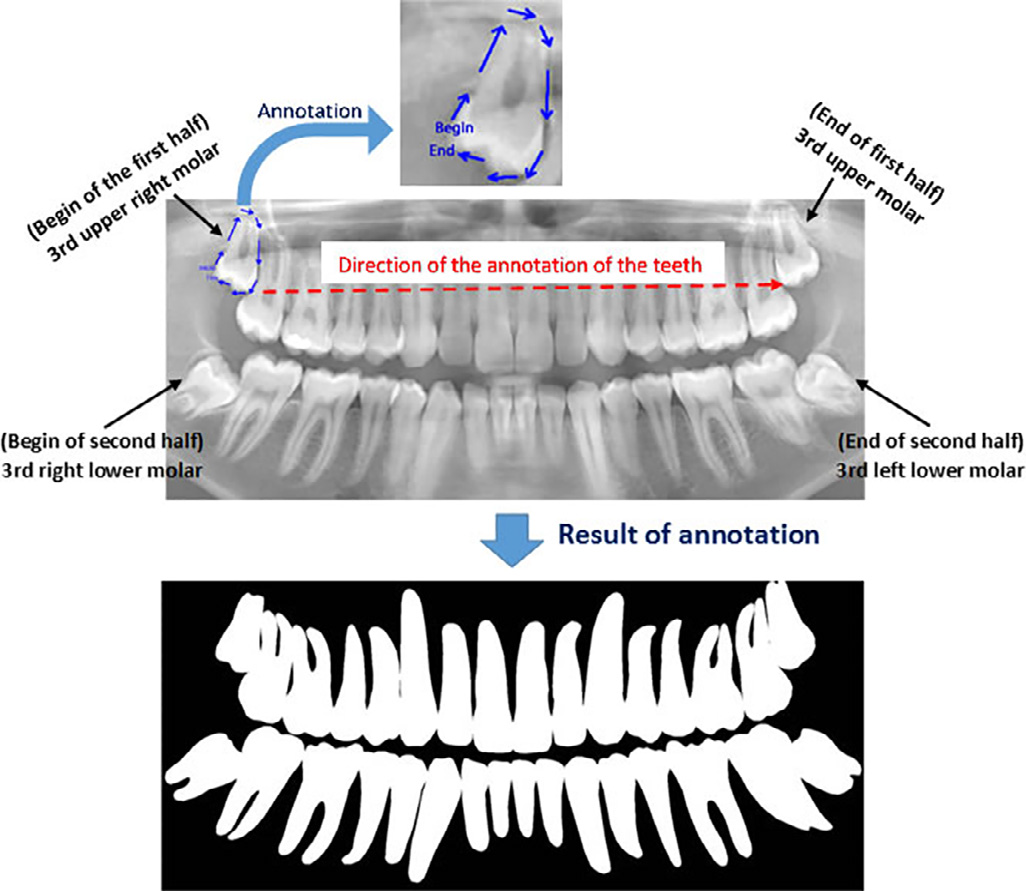 Annotation
Begin
End
(Begin of the first half)
3rd upper right molar
(End of first half)
3rd upper molar
Direction of the annotation of the teeth
(Begin of second half)
3rd right lower molar
(End of second half)
3rd left lower molar
Result of annotation